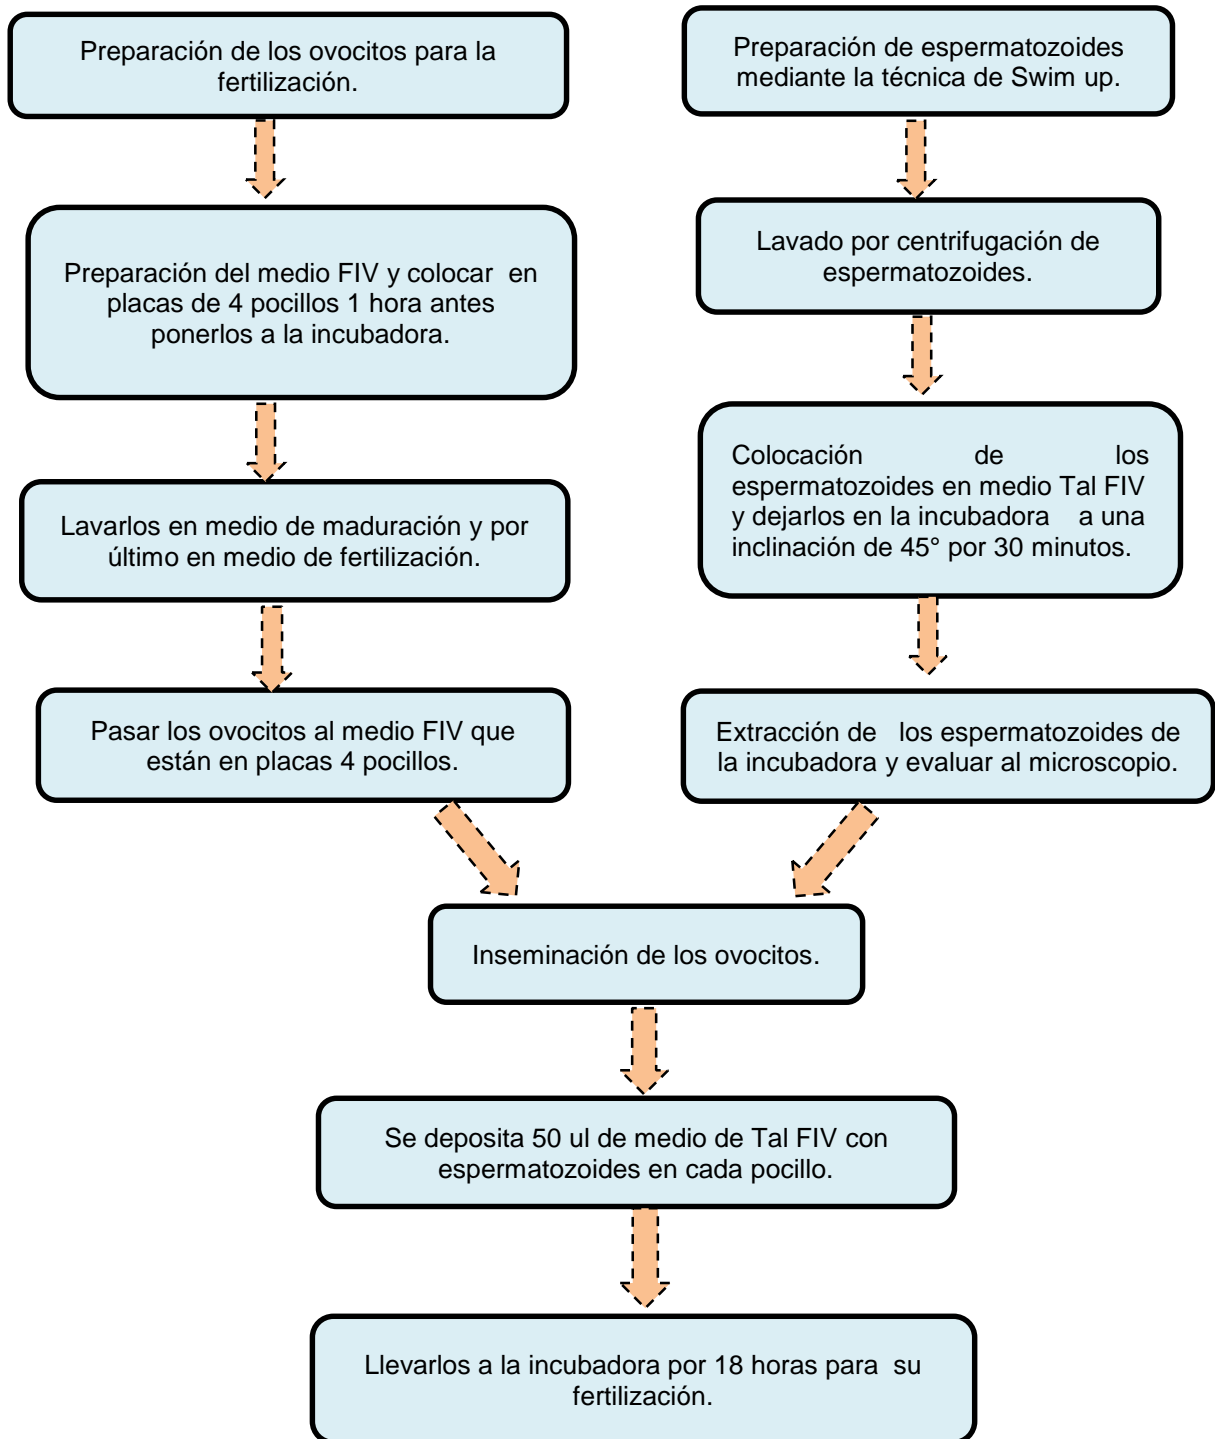 Preparación de los ovocitos para la
fertilización.
Preparación del medio FIV y colocar en
placas de 4 pocillos 1 hora antes
ponerlos a la incubadora.
Lavarlos en medio de maduración y por
último en medio de fertilización.
Pasar los ovocitos al medio FIV que
están en placas 4 pocillos.
Preparación de espermatozoides
mediante la técnica de Swim up.
Lavado por centrifugación de
espermatozoides.
Colocación de los
espermatozoides en medio Tal FIV
y dejarlos en la incubadora a una
inclinación de 45° por 30 minutos.
Extracción de los espermatozoides de
la incubadora y evaluar al microscopio.
Inseminación de los ovocitos.
Se deposita 50 ul de medio de Tal FIV con
espermatozoides en cada pocillo.
Llevarlos a la incubadora por 18 horas para su
fertilización.